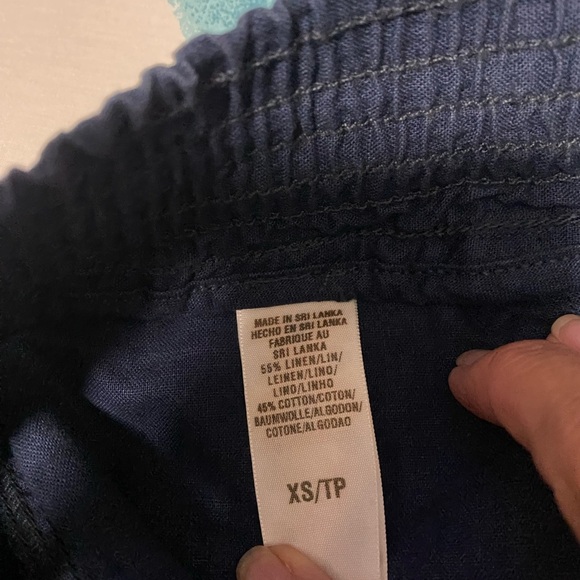 MADE IN SRI LANKA
HECHO EN SRI LANKA
FABRIQUE AU
SRI LANKA
55% LINEN/LIN/
LEINEN/LINO/
LINO/LINHO
45% COTTON/COTON/
BAUMWOLLE/ALGODON/
COTONE/ALGODAO
XS/TP